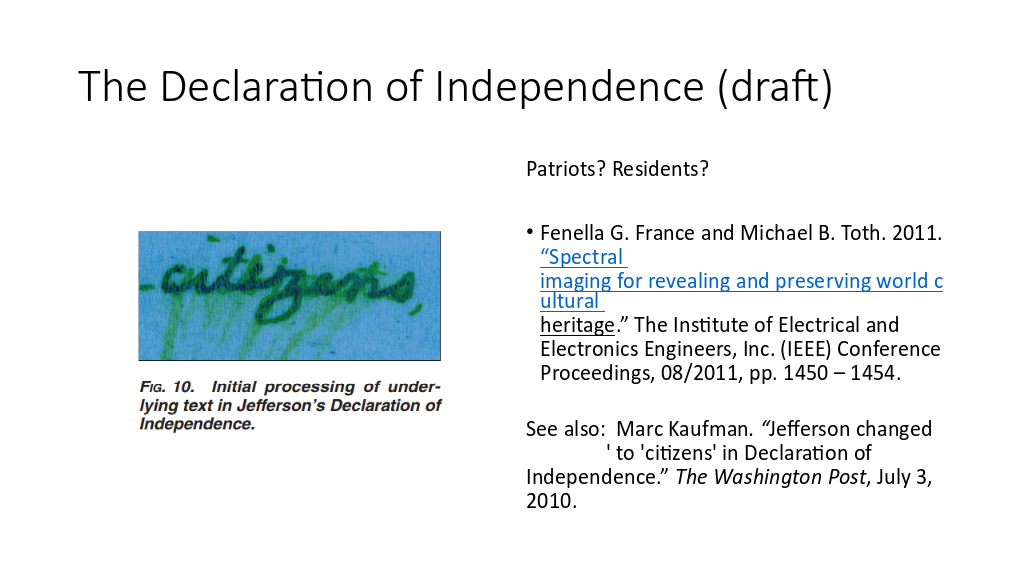 The Declaration of Independence (draft)
Patriots? Residents?
• Fenella G. France and Michael B. Toth. 2011.
“Spectral
imaging for revealing and preserving world c
ultural
heritage.” The Institute of Electrical and
Electronics Engineers, Inc. (IEEE) Conference
Proceedings, 08/2011, pp. 1450 – 1454.
citizens,
FIG. 10. Initial processing of under-
lying text in Jefferson’s Declaration of
Independence.
See also: Marc Kaufman. “Jefferson changed
' to 'citizens' in Declaration of
Independence.” The Washington Post, July 3,
2010.